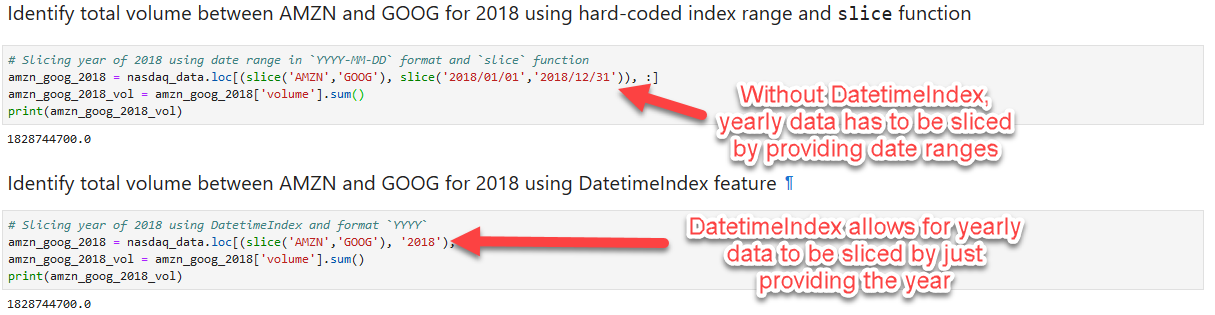 Identify total volume between AMZN and GOOG for 2018 using hard-coded index range and slice function
# Slicing year of 2018 using date range in `YYYY-MM-DD` format and `slice` function
amzn_goog_2018 = nasdaq_data.loc[(slice('AMZN','GOOG'), slice('2018/01/01','2018/12/31')), :]
amzn_goog_2018_vol = amzn_goog_2018['volume'].sum()
print(amzn_goog_2018_vol)
1828744700.0
Without DatetimeIndex,
yearly data has to be sliced
by providing date ranges
Identify total volume between AMZN and GOOG for 2018 using DatetimeIndex feature ¶
# Slicing year of 2018 using DatetimeIndex and format `YYYY`
amzn_goog_2018 = nasdaq_data.loc[(slice('AMZN','GOOG'), '2018'),
amzn_goog_2018_vol = amzn_goog_2018['volume'].sum()
print(amzn_goog_2018_vol)
1828744700.0
DatetimeIndex allows for yearly
data to be sliced by just
providing the year